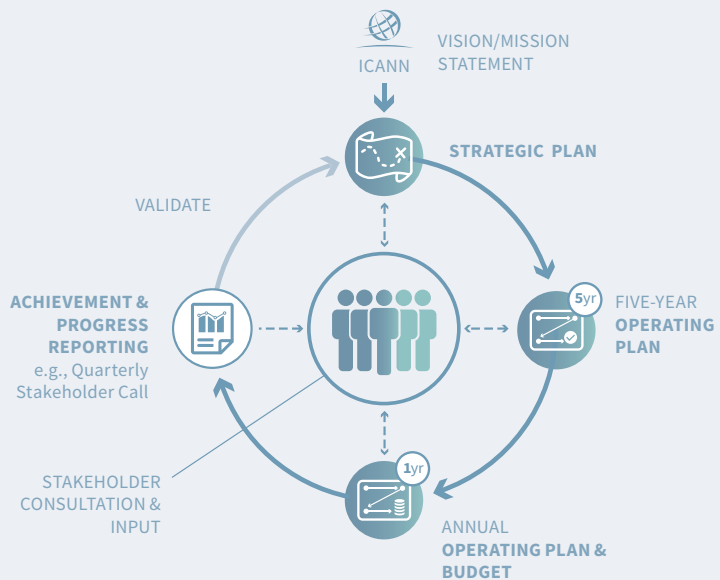 ICANN
VISION/MISSION
STATEMENT
STRATEGIC PLAN
VALIDATE
5yr
FIVE-YEAR
OPERATING
PLAN
ACHIEVEMENT &
PROGRESS
REPORTING
e.g., Quarterly
Stakeholder Call
STAKEHOLDER
CONSULTATION &
INPUT
1yr
ANNUAL
OPERATING PLAN &
BUDGET